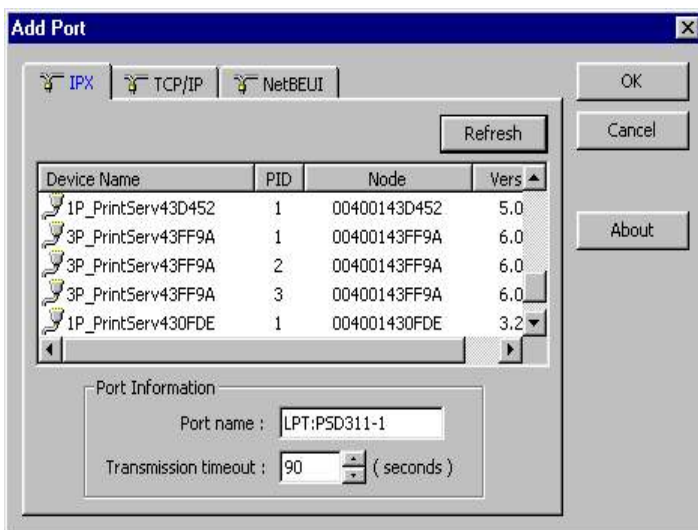 Add Port
IPX TCP/IP NetBEUI
OK
Refresh
Cancel
Device Name PID Node Vers
1P_PrintServ43D452 1 00400143D452 5.0
3P_PrintServ43FF9A 1 00400143FF9A 6.0
About
3P_PrintServ43FF9A 2 00400143FF9A 6.0
3P_PrintServ43FF9A 3 00400143FF9A 6.0
1P_PrintServ430FDE 1 004001430FDE 3.2
Port Information
Port name : LPT:PSD311-1
Transmission timeout : 90 ( seconds )